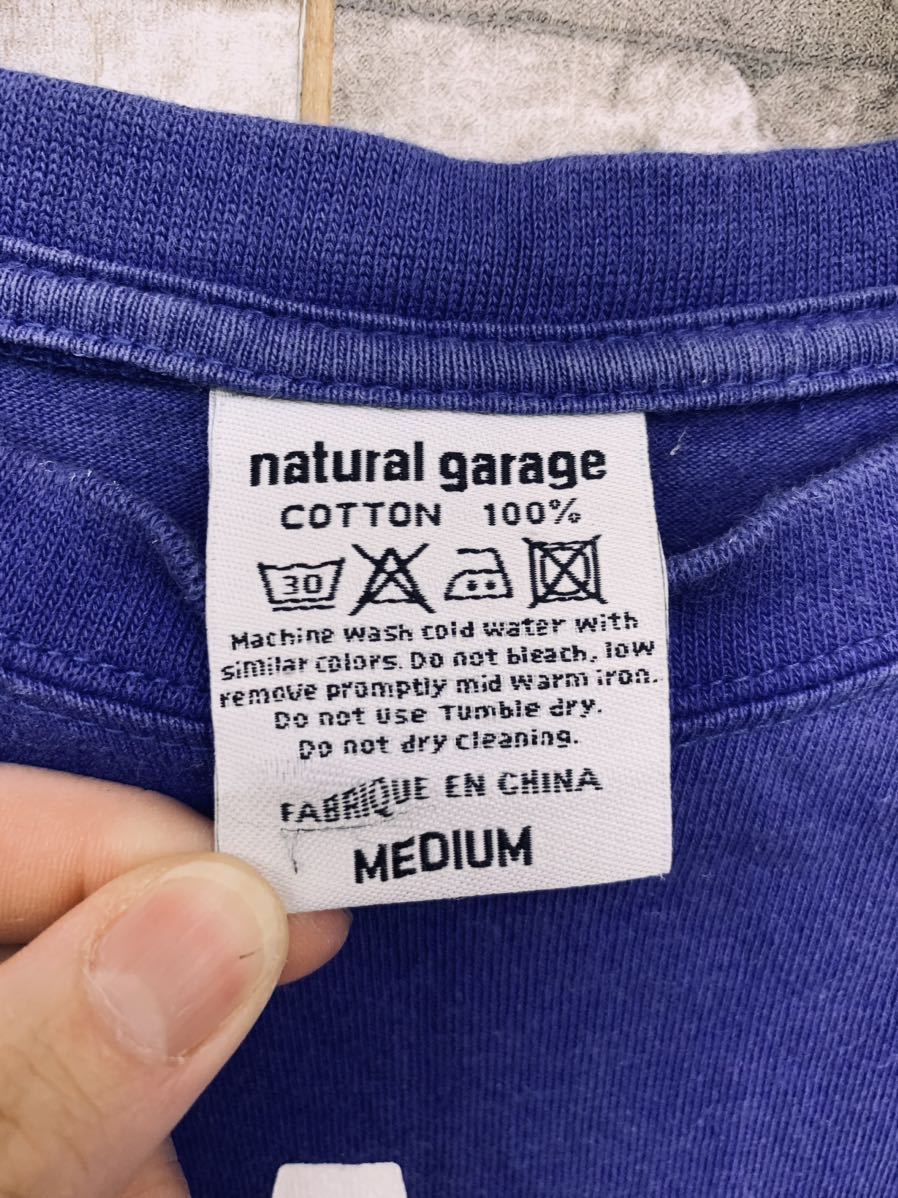 natural garage
COTTON 100%
30
Machine wash cold water with
similar colors. Do not bleach, low
remove promptly mid warm iron.
Do not use Tumble dry.
Do not dry cleaning.
FABRIQUE EN CHINA
MEDIUM